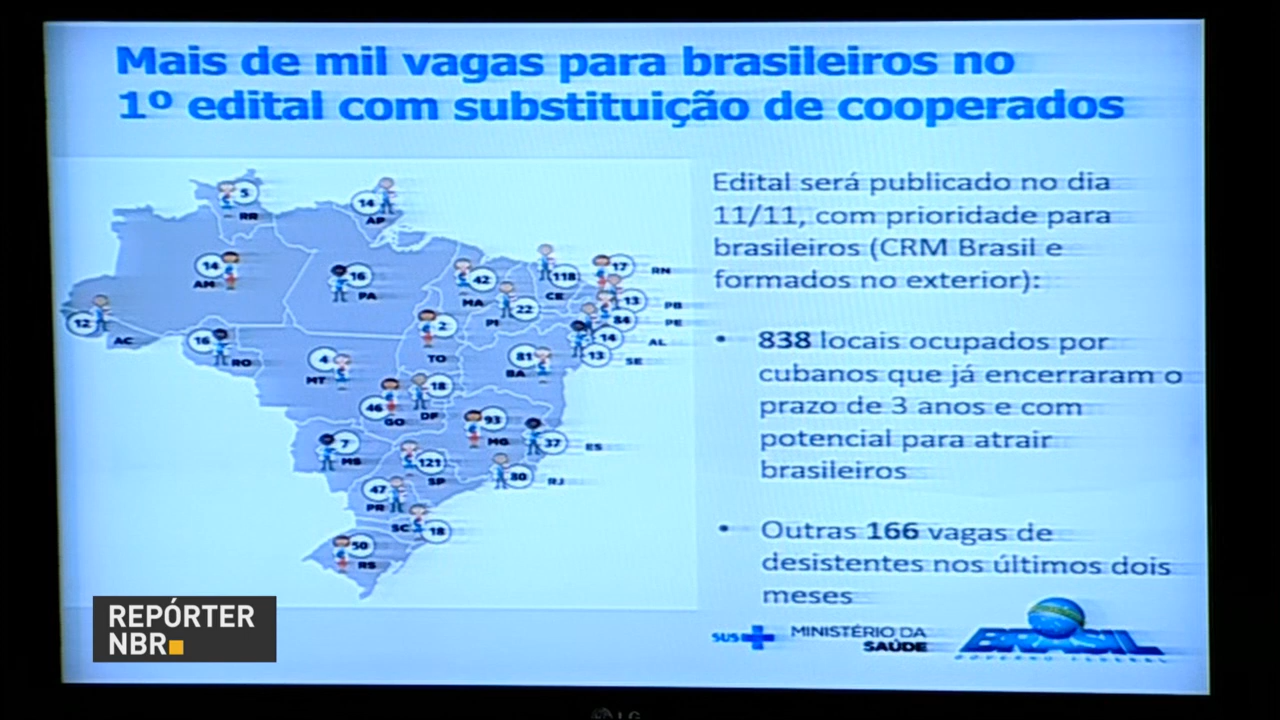 Mais de mil vagas para brasileiros no
1º edital com substituição de cooperados
Edital será publicado no dia
11/11, com prioridade para
brasileiros (CRM Brasil e
formados no exterior):
• 838 locais ocupados por
cubanos que já encerraram o
prazo de 3 anos e com
potencial para atrair
brasileiros
• Outras 166 vagas de
desistentes nos últimos dois
meses
5
RR
14
AP
14
AM
16
PA
42
MA
118
CE
17
RN
22
PI
13
PB
84
PE
12
AC
16
RO
2
TO
14
AL
13
SE
4
MT
81
BA
18
DF
46
GO
93
MG
37
ES
7
MS
121
SP
80
RJ
47
PR
SC
18
50
RS
REPÓRTER
NBR
SUS
MINISTÉRIO DA
SAÚDE
BRASIL
GOVERNO FEDERAL
LG